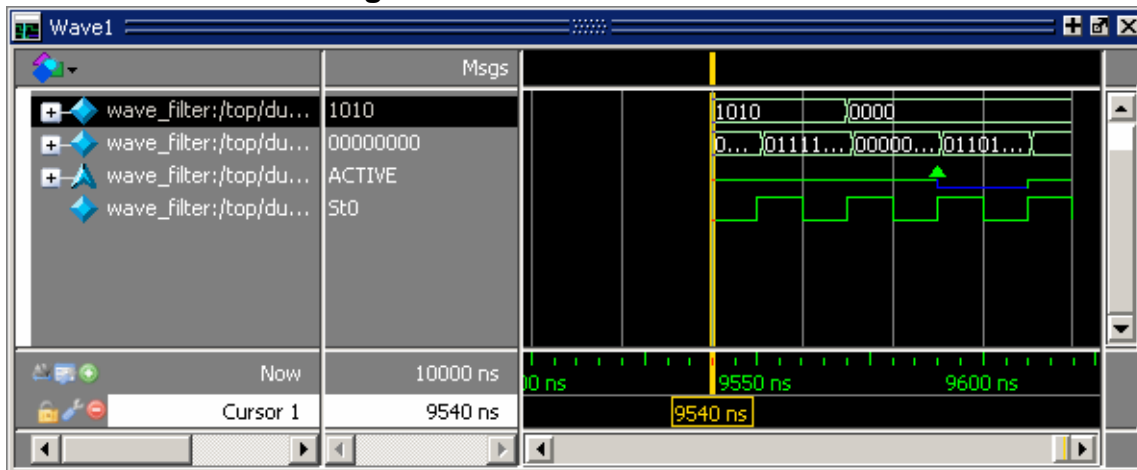 Wave1
Msgs
wave_filter:/top/du... 1010 1010 0000
wave_filter:/top/du... 00000000 0... 01111... 00000... 01101...
wave_filter:/top/du... ACTIVE
wave_filter:/top/du... St0
Now 10000 ns 00 ns 9550 ns 9600 ns
Cursor 1 9540 ns 9540 ns